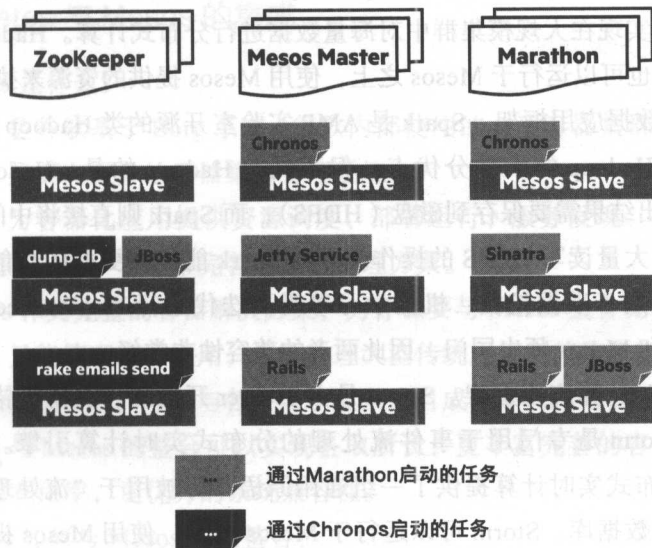 ZooKeeper
Mesos Master
Marathon
Chronos
Chronos
Mesos Slave
Mesos Slave
Mesos Slave
dump-db
JBoss
Jetty Service
Sinatra
Mesos Slave
Mesos Slave
Mesos Slave
rake emails send
Rails
Rails
JBoss
Mesos Slave
Mesos Slave
Mesos Slave
...
通过Marathon启动的任务
...
通过Chronos启动的任务